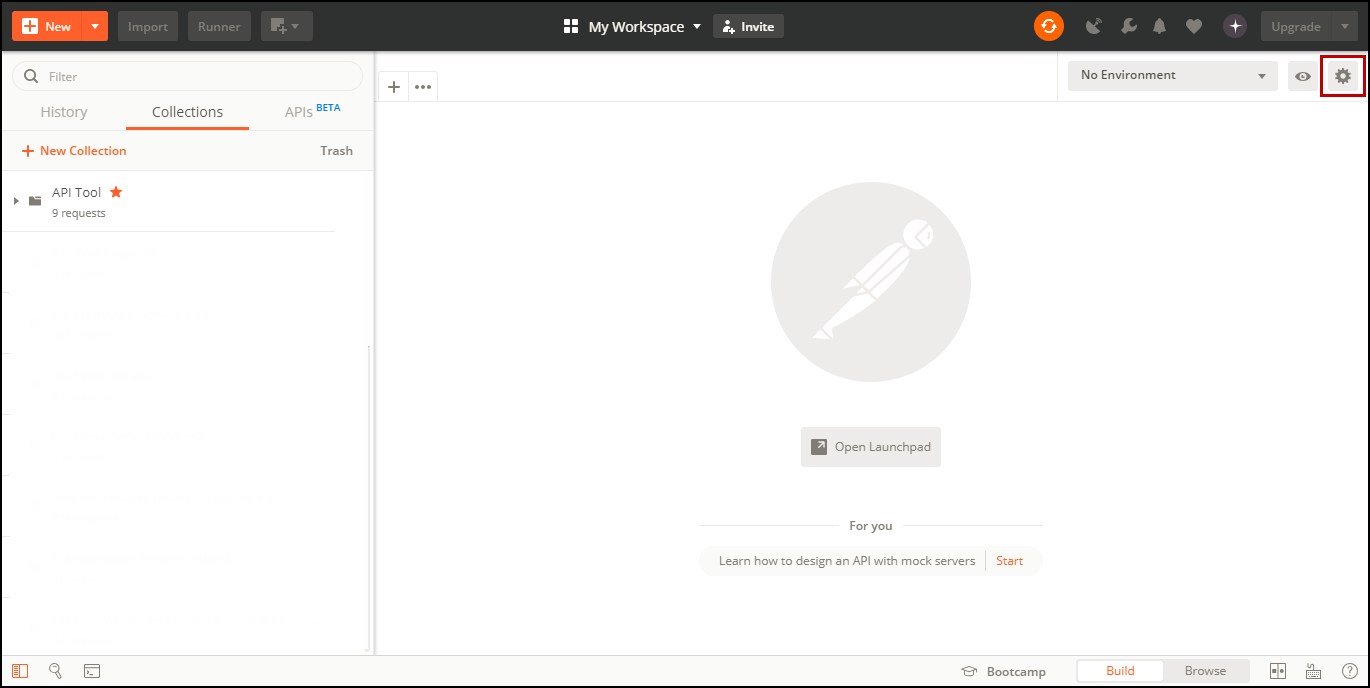 New
Import
Runner
My Workspace
Invite
Upgrade
Filter
No Environment
History
Collections
APIs BETA
New Collection
Trash
API Tool
9 requests
Open Launchpad
For you
Learn how to design an API with mock servers
Start
Bootcamp
Build
Browse